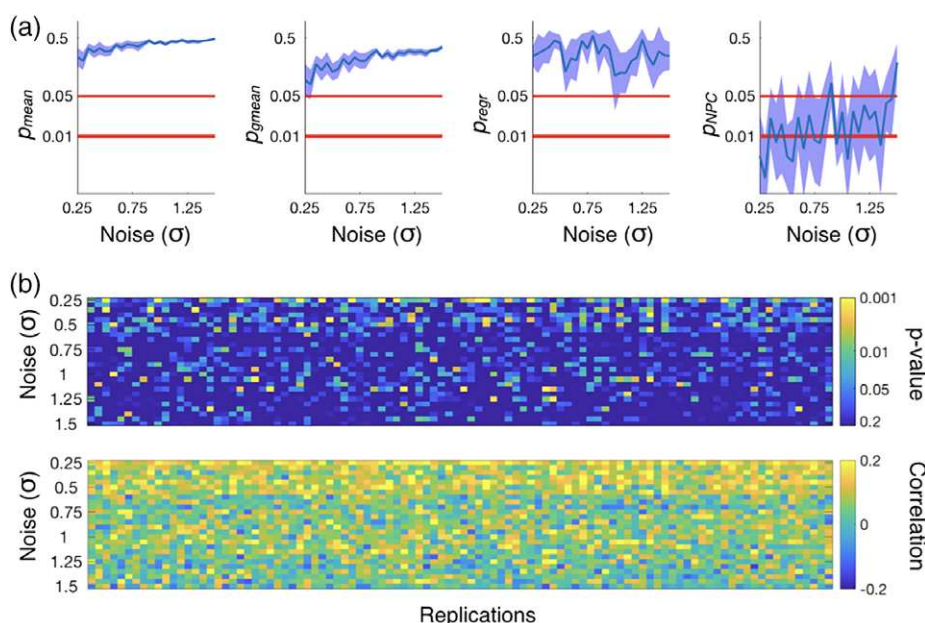 (a)
0.5 0.5 0.5 0.5
p_mean p_gmean p_regr p_NPC
0.05 0.05 0.05 0.05
0.01 0.01 0.01 0.01
0.25 0.75 1.25 0.25 0.75 1.25 0.25 0.75 1.25 0.25 0.75 1.25
Noise (σ) Noise (σ) Noise (σ) Noise (σ)
(b)
Noise (σ)
0.25
0.5
0.75
1
1.25
1.5
0.001
0.01
0.05
0.2
p-value
Noise (σ)
0.25
0.5
0.75
1
1.25
1.5
0.2
0
-0.2
Correlation
Replications